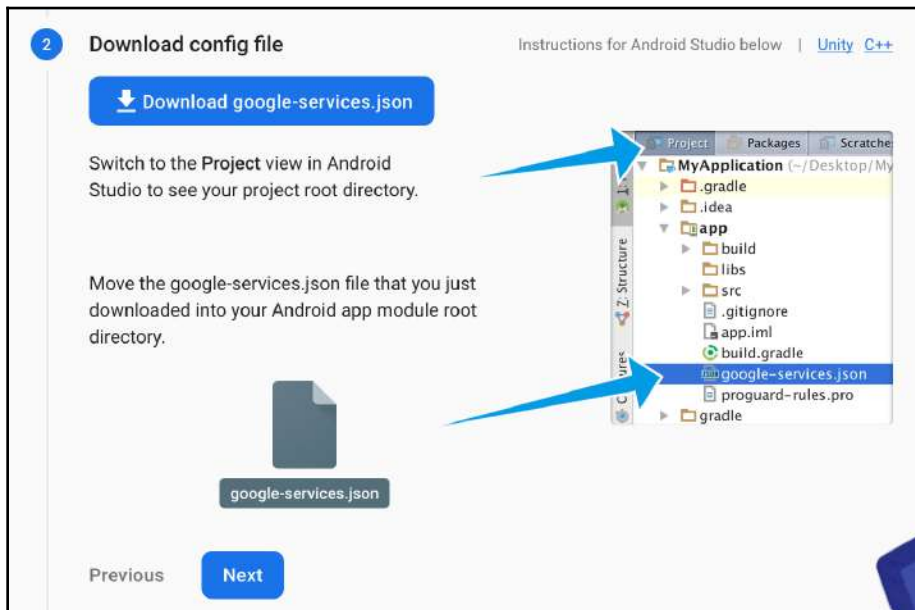 2
Download config file
Instructions for Android Studio below | Unity C++
Download google-services.json
Switch to the Project view in Android
Studio to see your project root directory.
Move the google-services.json file that you just
downloaded into your Android app module root
directory.
google-services.json
Project Packages Scratche
MyApplication (~/Desktop/My
.gradle
.idea
app
build
libs
src
.gitignore
app.iml
build.gradle
google-services.json
proguard-rules.pro
gradle
1:
Z: Structure
C
ures
Previous
Next